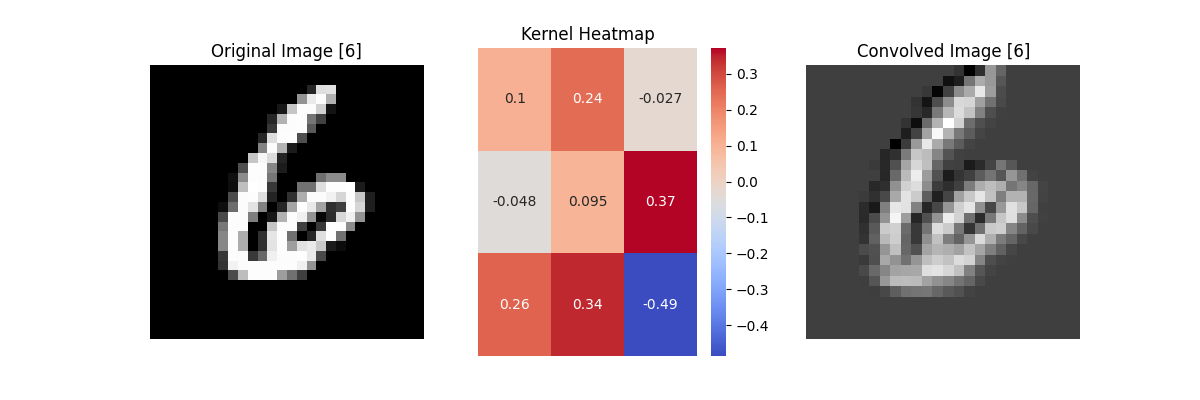 Original Image [6]
Kernel Heatmap
Convolved Image [6]
6
0.1 0.24 -0.027
-0.048 0.095 0.37
0.26 0.34 -0.49
0.3
0.2
0.1
0.0
−0.1
−0.2
−0.3
−0.4
6